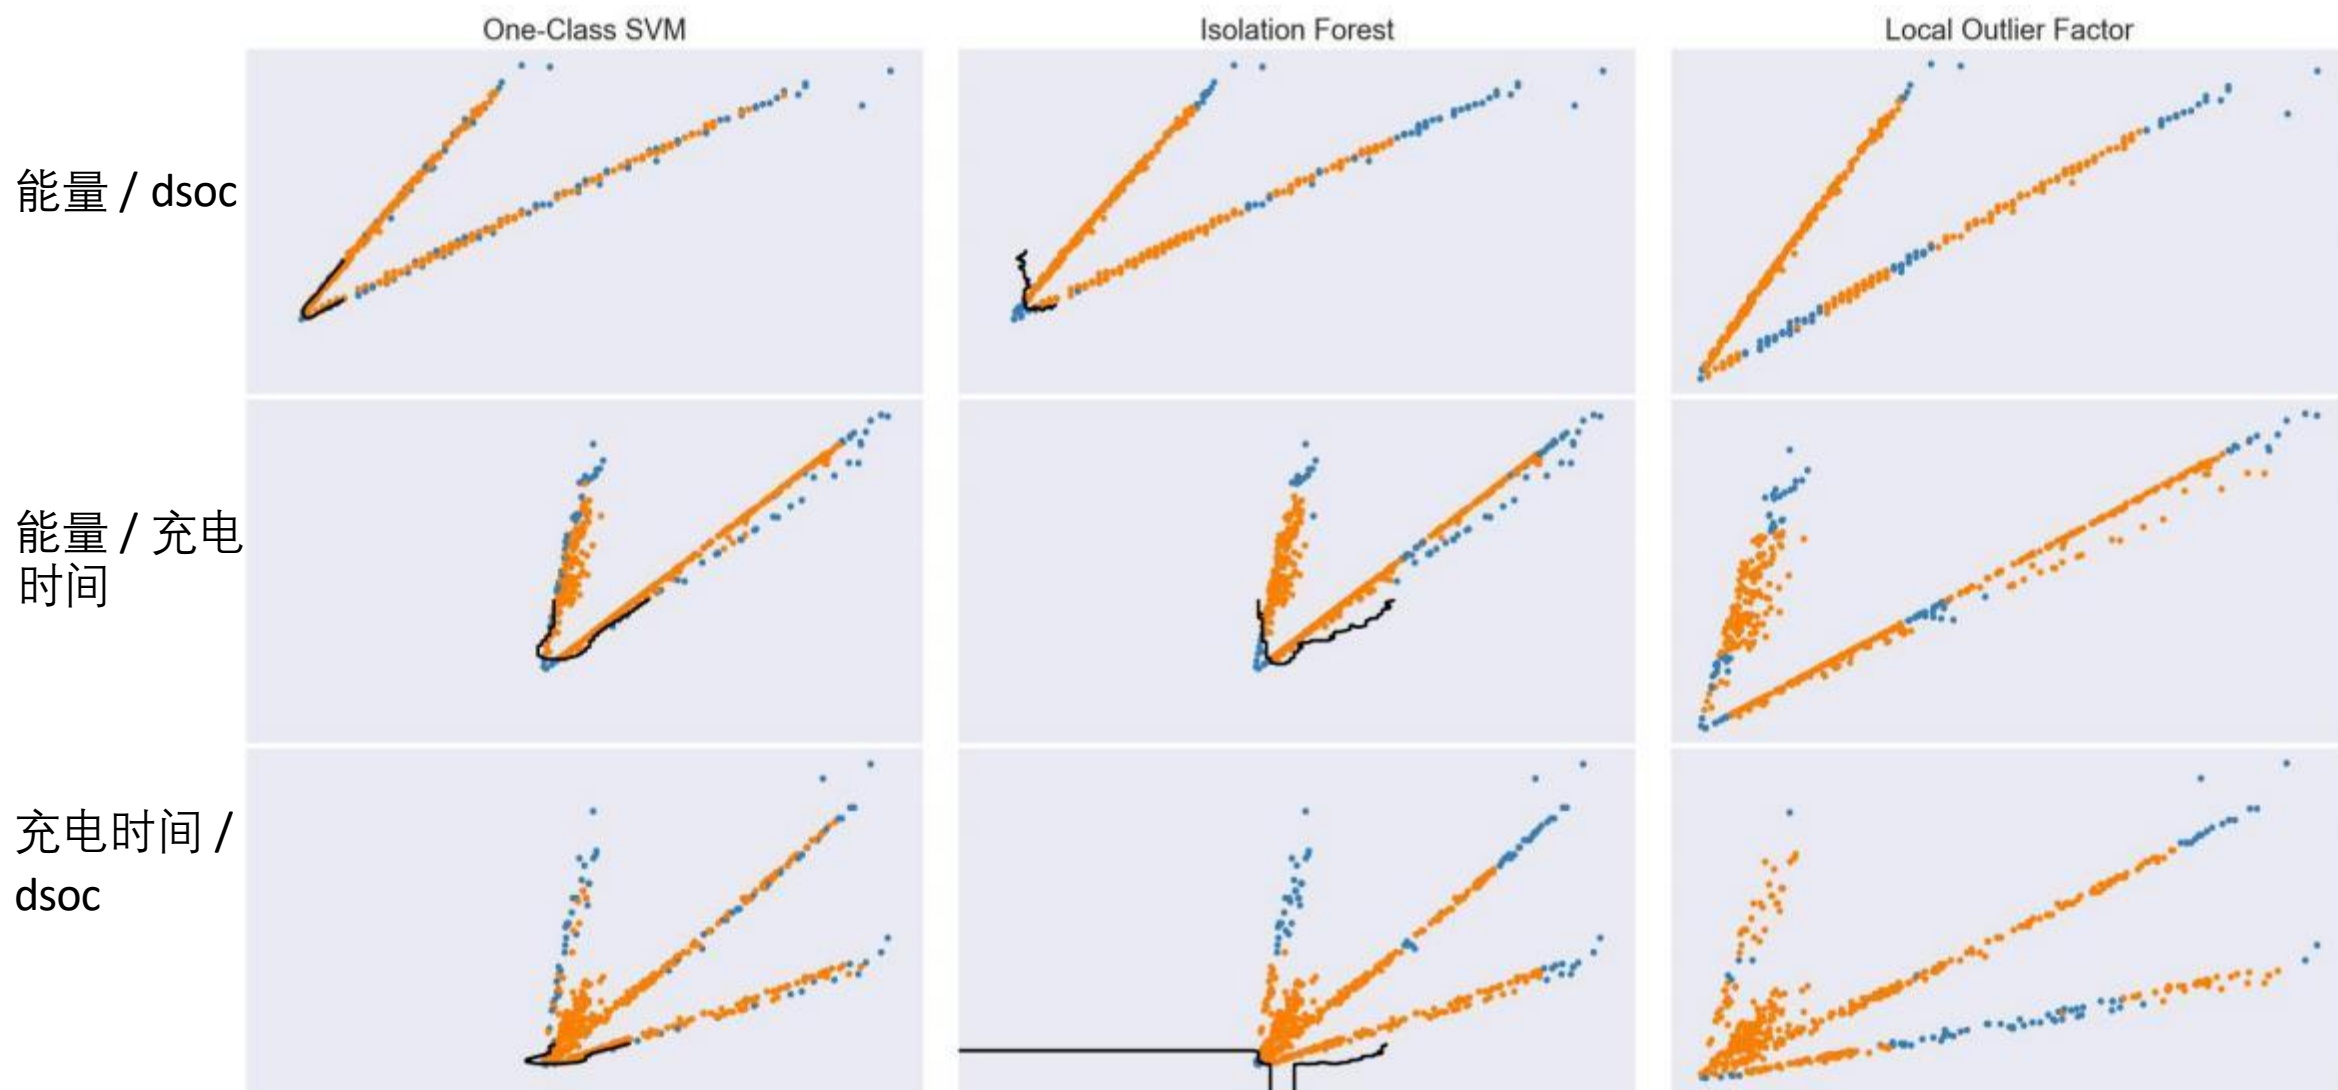 One-Class SVM
Isolation Forest
Local Outlier Factor
能量 / dsoc
能量 / 充电
时间
充电时间 /
dsoc